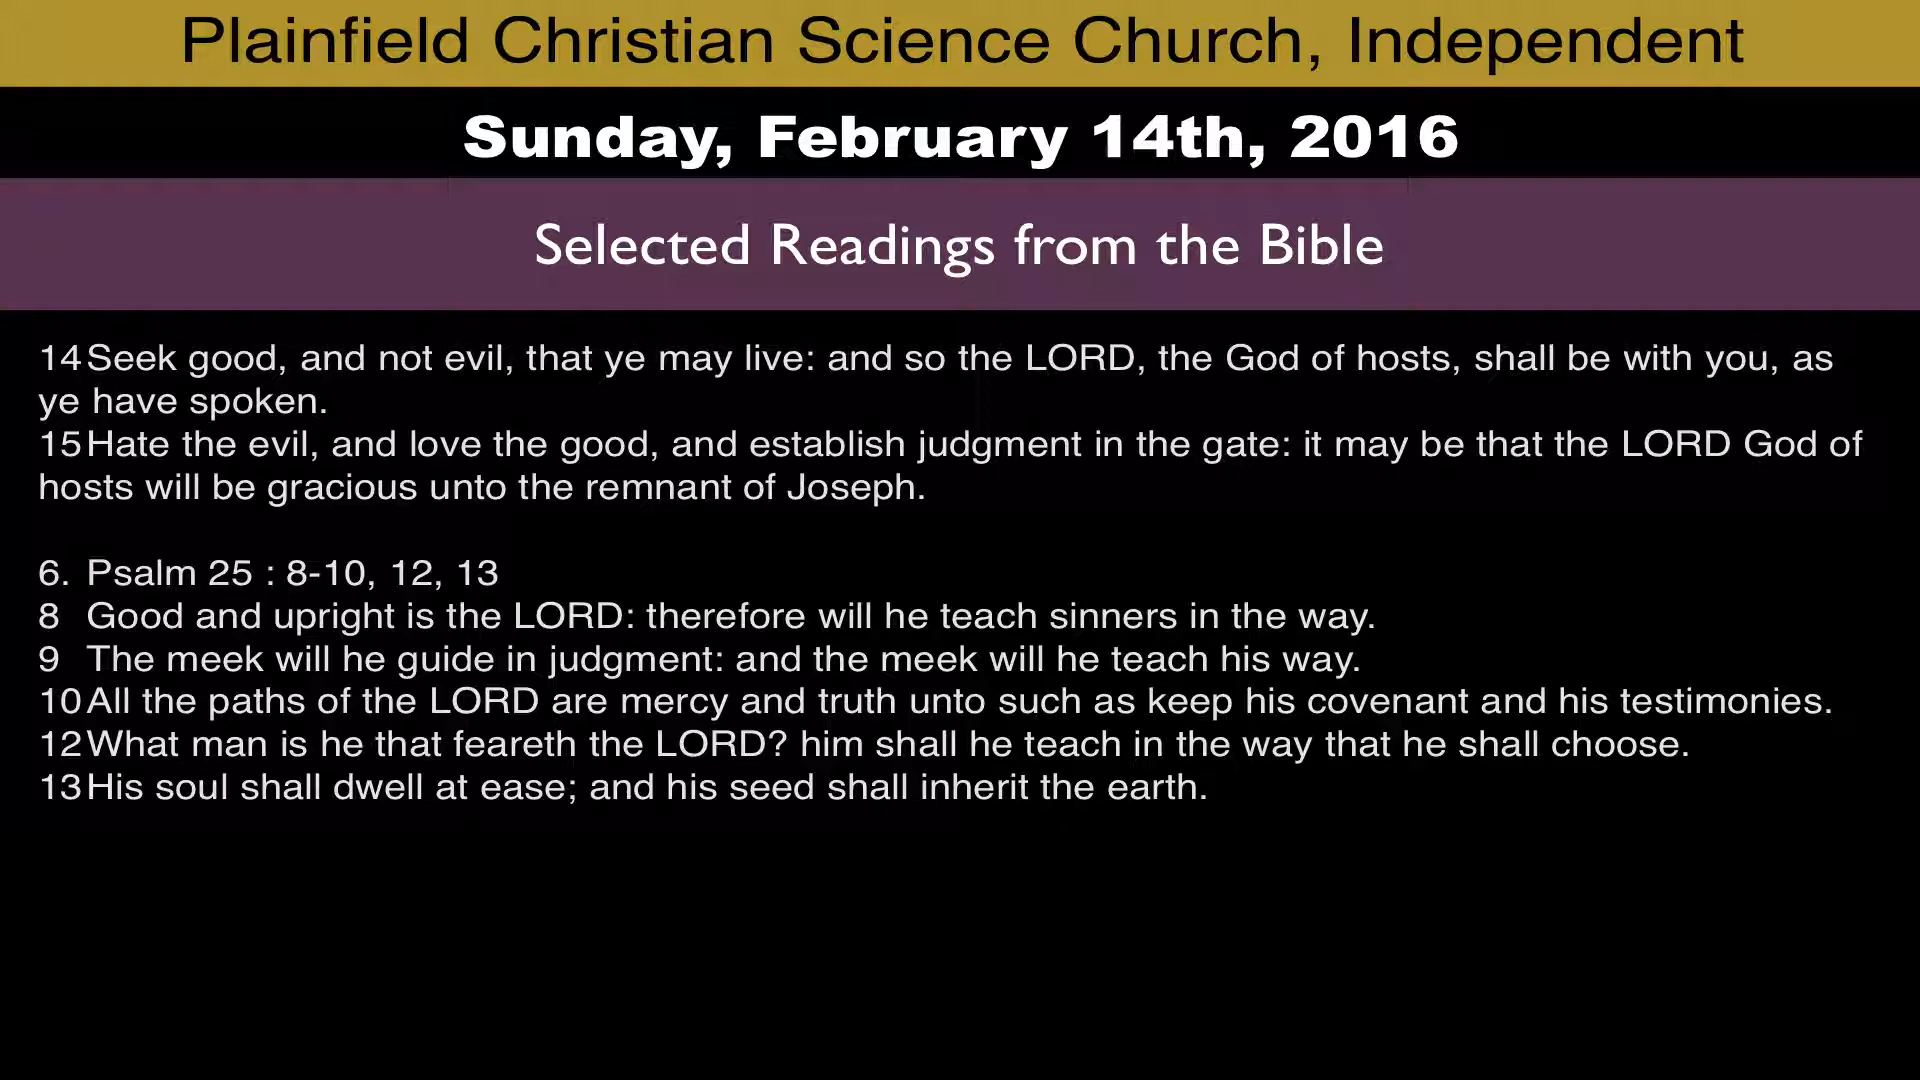 Plainfield Christian Science Church, Independent
Sunday, February 14th, 2016
Selected Readings from the Bible
14 Seek good, and not evil, that ye may live: and so the LORD, the God of hosts, shall be with you, as
ye have spoken.
15 Hate the evil, and love the good, and establish judgment in the gate: it may be that the LORD God of
hosts will be gracious unto the remnant of Joseph.
6. Psalm 25 : 8-10, 12, 13
8 Good and upright is the LORD: therefore will he teach sinners in the way.
9 The meek will he guide in judgment: and the meek will he teach his way.
10 All the paths of the LORD are mercy and truth unto such as keep his covenant and his testimonies.
12 What man is he that feareth the LORD? him shall he teach in the way that he shall choose.
13 His soul shall dwell at ease; and his seed shall inherit the earth.